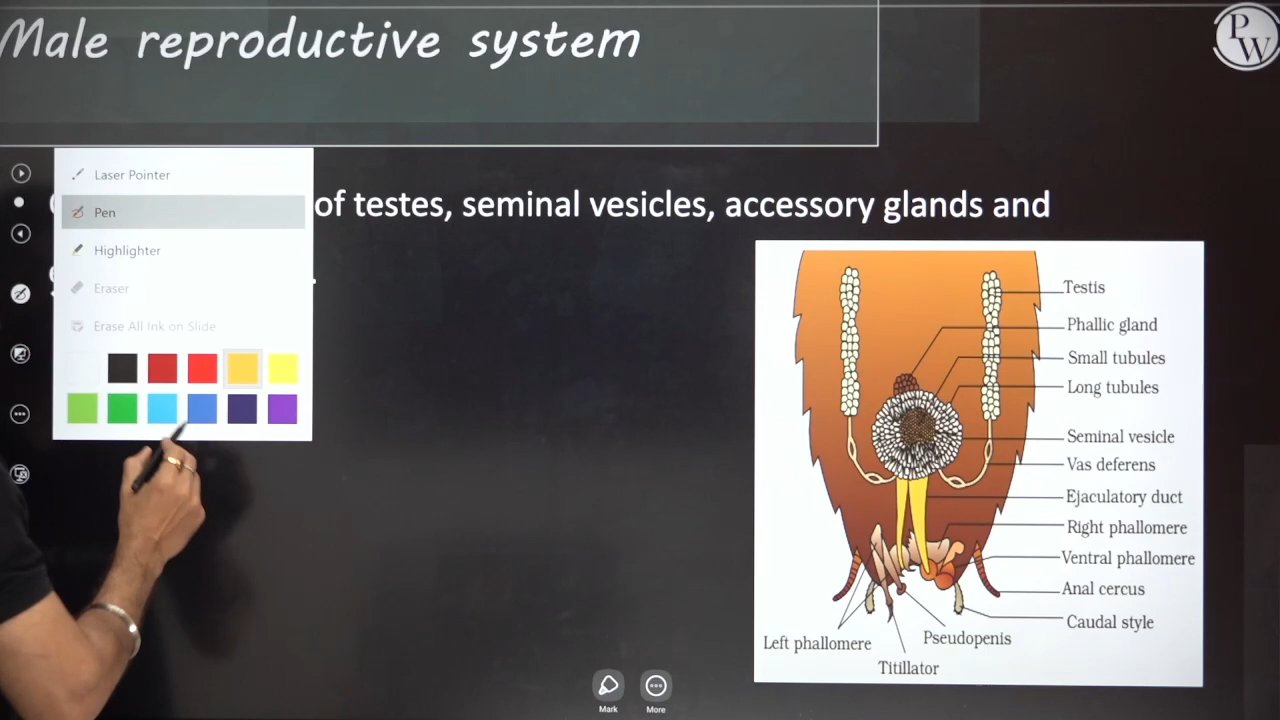 Male reproductive system
PW
Laser Pointer
Pen
Highlighter
Eraser
Erase All Ink on Slide
of testes, seminal vesicles, accessory glands and
Testis
Phallic gland
Small tubules
Long tubules
Seminal vesicle
Vas deferens
Ejaculatory duct
Right phallomere
Ventral phallomere
Anal cercus
Caudal style
Left phallomere
Pseudopenis
Titillator
Mark
More